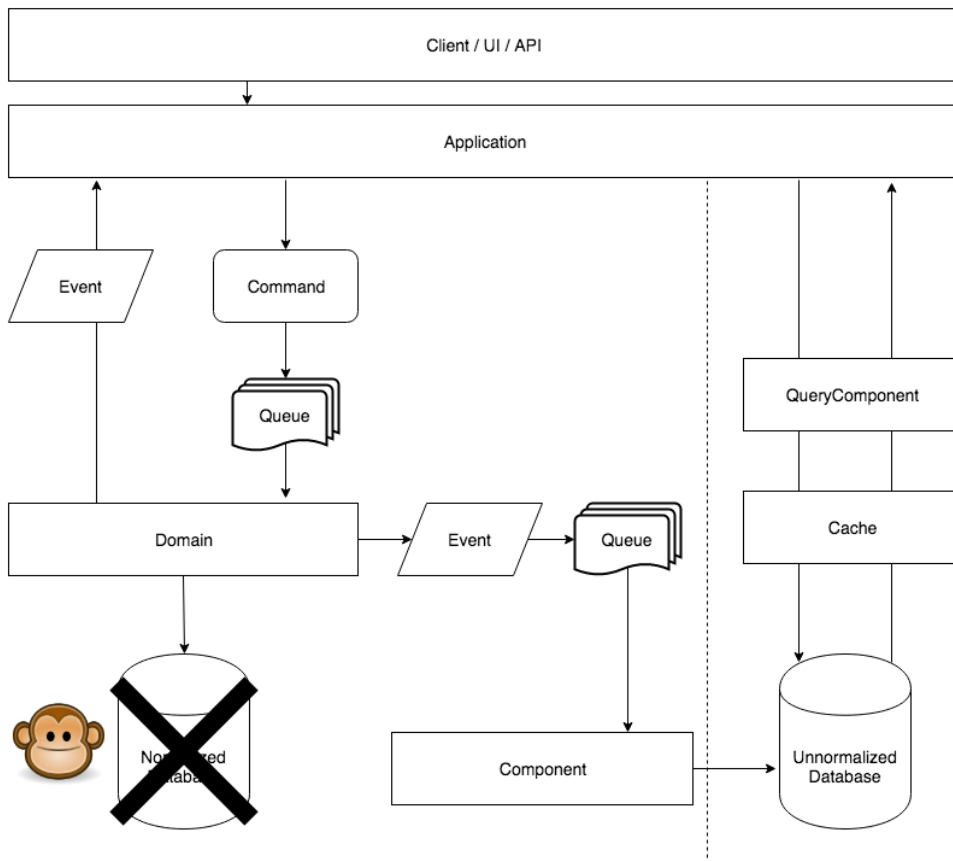 Client / UI / API
Application
Event
Command
QueryComponent
Queue
Cache
Domain
Event
Queue
Component
Unnormalized
Database